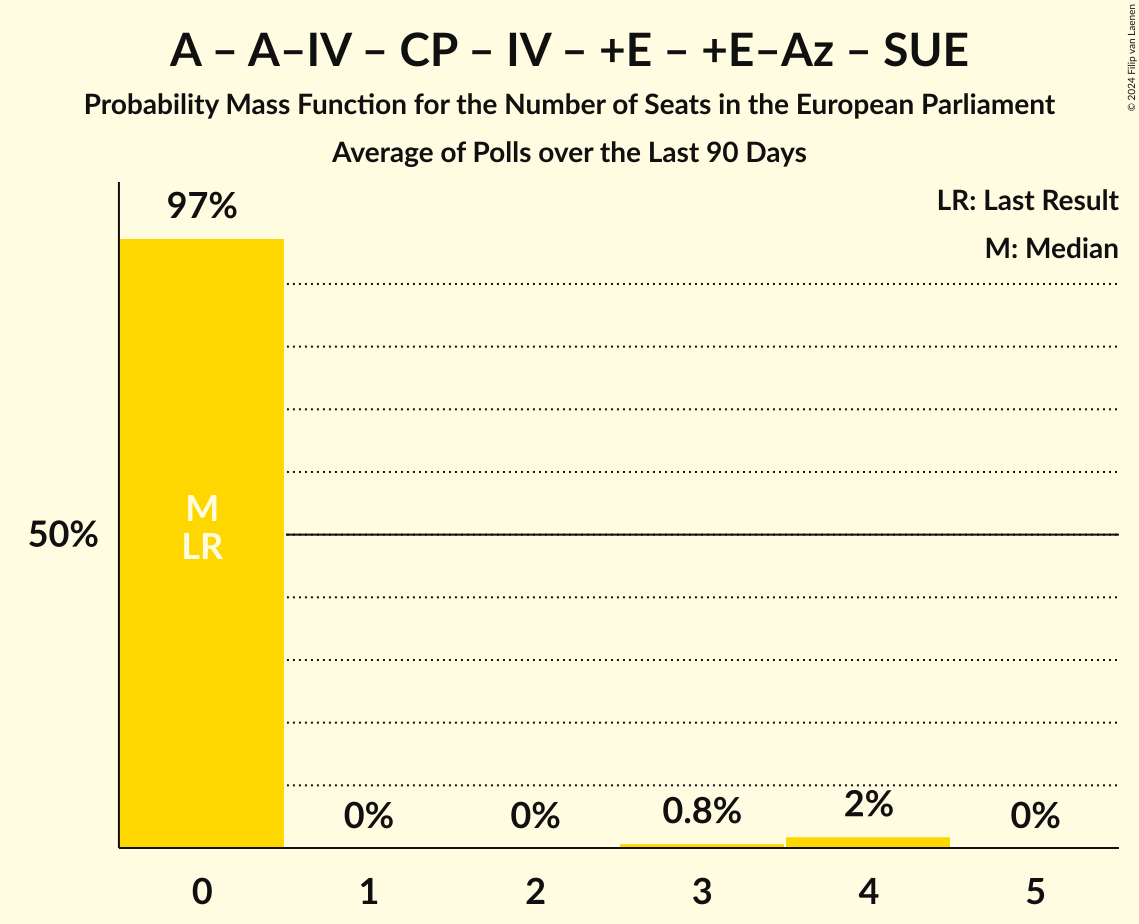 A – A–IV – CP – IV – +E – +E–Az – SUE
Probability Mass Function for the Number of Seats in the European Parliament
Average of Polls over the Last 90 Days
© 2024 Filip van Laenen
LR: Last Result
M: Median
97%
M
LR
50%
0%
0%
0.8%
2%
0%
0
1
2
3
4
5